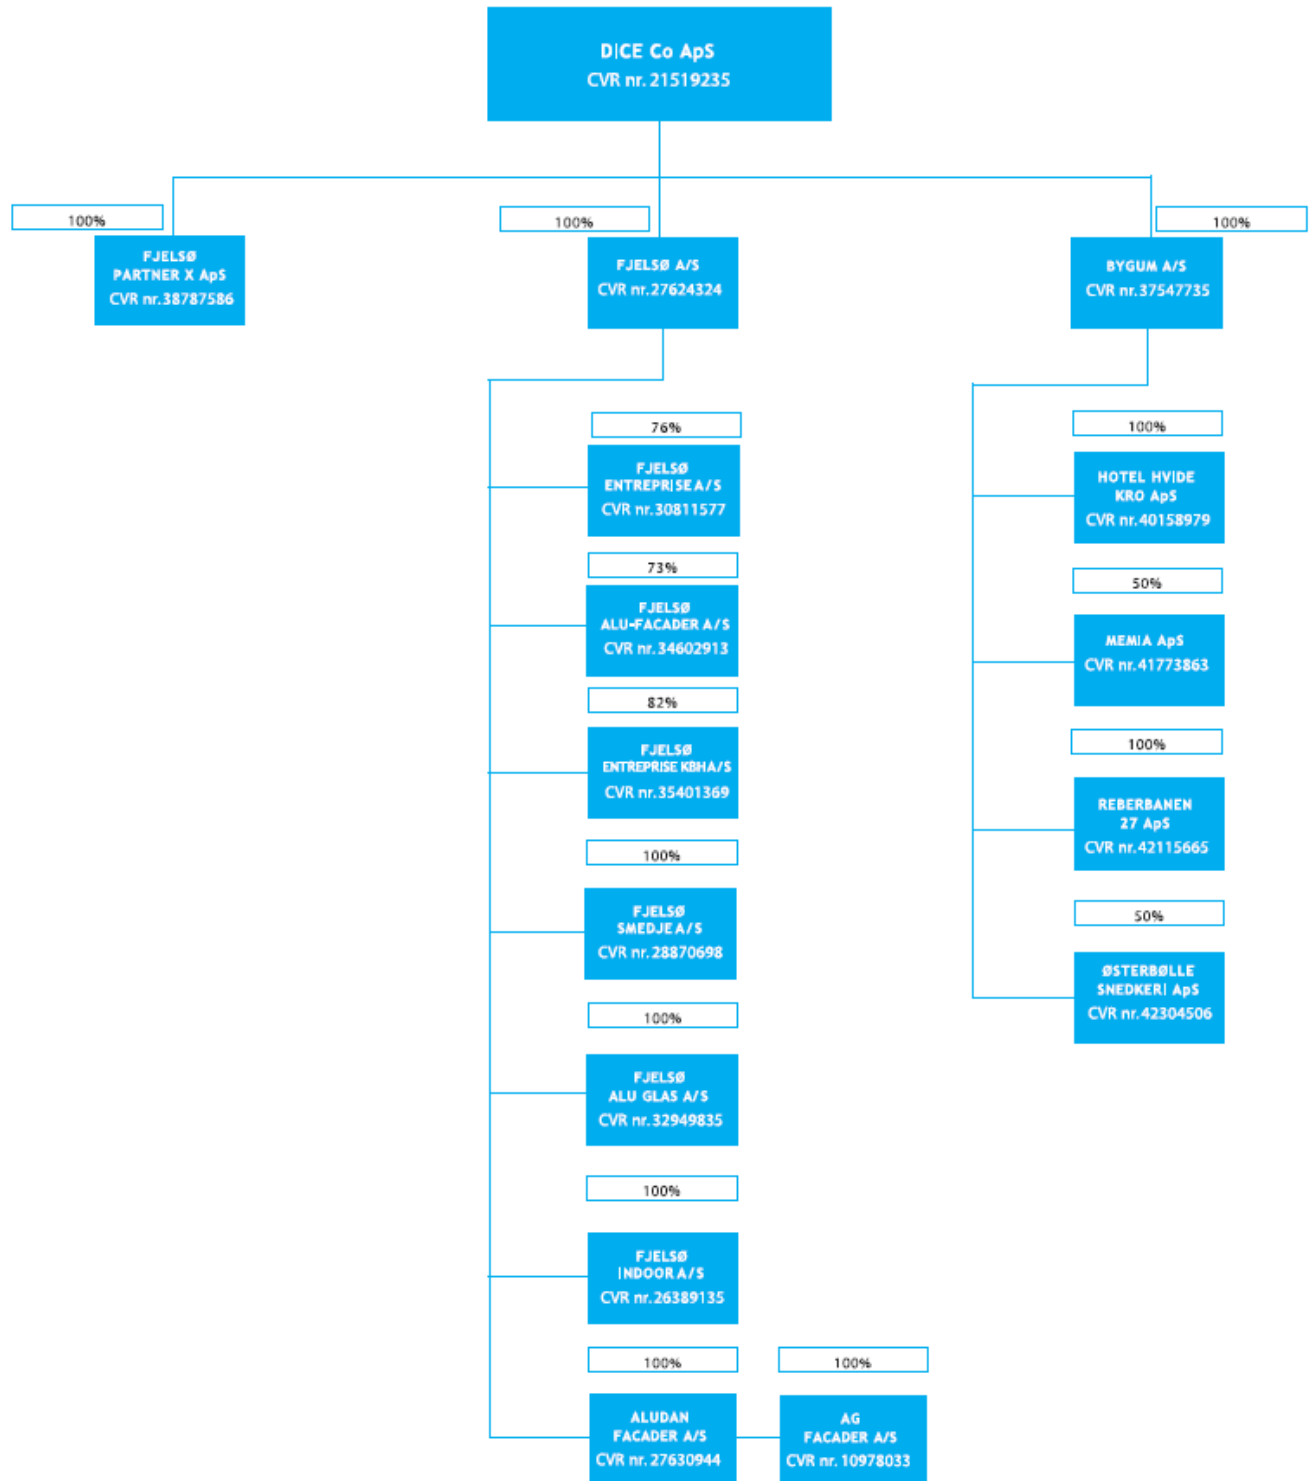 DICE Co ApS
CVR nr. 21519235
100%
FJELSØ
PARTNER X ApS
CVR nr.38787586
100%
FJELSØ A/S
CVR nr.27624324
100%
BYGUM A/S
CVR nr.37547735
76%
FJELSØ
ENTREPRISE A/S
CVR nr.30811577
73%
FJELSØ
ALU-FACADER A/S
CVR nr.34602913
82%
FJELSØ
ENTREPRISE KBH A/S
CVR nr.35401369
100%
FJELSØ
SMEDJE A/S
CVR nr.28870698
100%
FJELSØ
ALU GLAS A/S
CVR nr.32949835
100%
FJELSØ
INDOOR A/S
CVR nr.26389135
100%
ALUDAN
FACADER A/S
CVR nr. 27630944
100%
AG
FACADER A/S
CVR nr. 10978033
100%
HOTEL HVIDE
KRO ApS
CVR nr.40158979
50%
MEMIA ApS
CVR nr.41773863
100%
REBERBANEN
27 ApS
CVR nr.42115665
50%
ØSTERBØLLE
SNEDKERI ApS
CVR nr.42304506